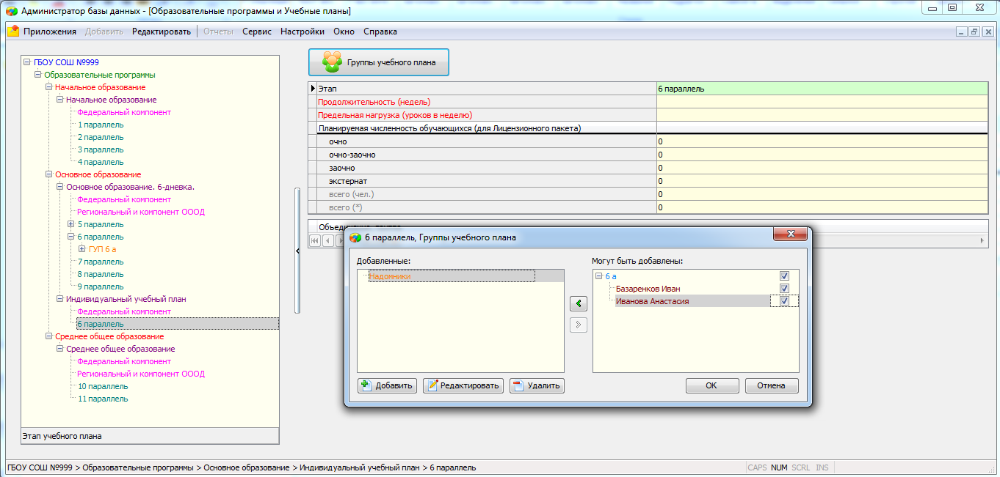 Администратор базы данных - [Образовательные программы и Учебные планы]
Приложения Добавить Редактировать Отчеты Сервис Настройки Окно Справка
ГБОУ СОШ №999
Образовательные программы
Начальное образование
Начальное образование
Федеральный компонент
1 параллель
2 параллель
3 параллель
4 параллель
Основное образование
Основное образование. 6-дневка.
Федеральный компонент
Региональный и компонент ОООД
5 параллель
6 параллель
ГУП 6 а
7 параллель
8 параллель
9 параллель
Индивидуальный учебный план
Федеральный компонент
6 параллель
Среднее общее образование
Среднее общее образование
Федеральный компонент
Региональный и компонент ОООД
10 параллель
11 параллель
Этап учебного плана
Группы учебного плана
Этап 6 параллель
Продолжительность (недель)
Предельная нагрузка (уроков в неделю)
Планируемая численность обучающихся (для Лицензионного пакета)
очно 0
очно-заочно 0
заочно 0
экстернат 0
всего (чел.) 0
всего (*) 0
6 параллель, Группы учебного плана
Добавленные:
Надомники
Могут быть добавлены:
6 а
Базаренков Иван
Иванова Анастасия
Добавить Редактировать Удалить OK Отмена
ГБОУ СОШ №999 > Образовательные программы > Основное образование > Индивидуальный учебный план > 6 параллель CAPS NUM SCRL INS